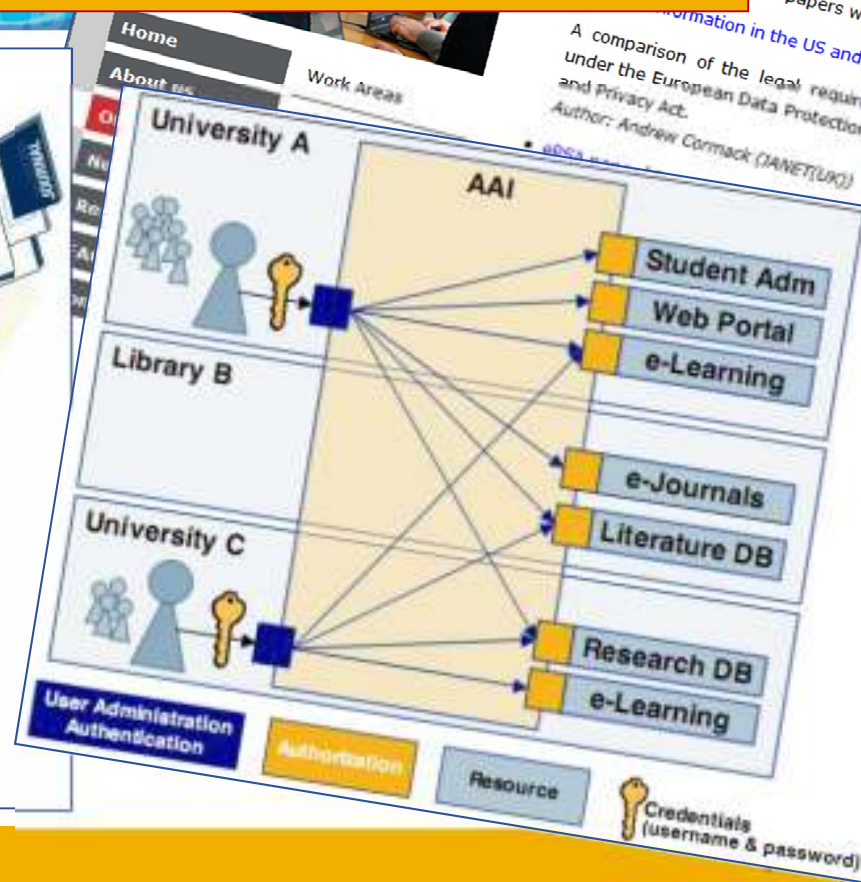 Home
About us
Work Areas
papers
information in the US and
A comparison of the legal
under the European Data Protection
and Privacy Act.
Author: Andrew Cormack (JANET(UK))
University A
AAI
Student Adm
Web Portal
e-Learning
Library B
e-Journals
Literature DB
University C
Research DB
e-Learning
User Administration
Authentication
Authorization
Resource
Credentials
(username & password)